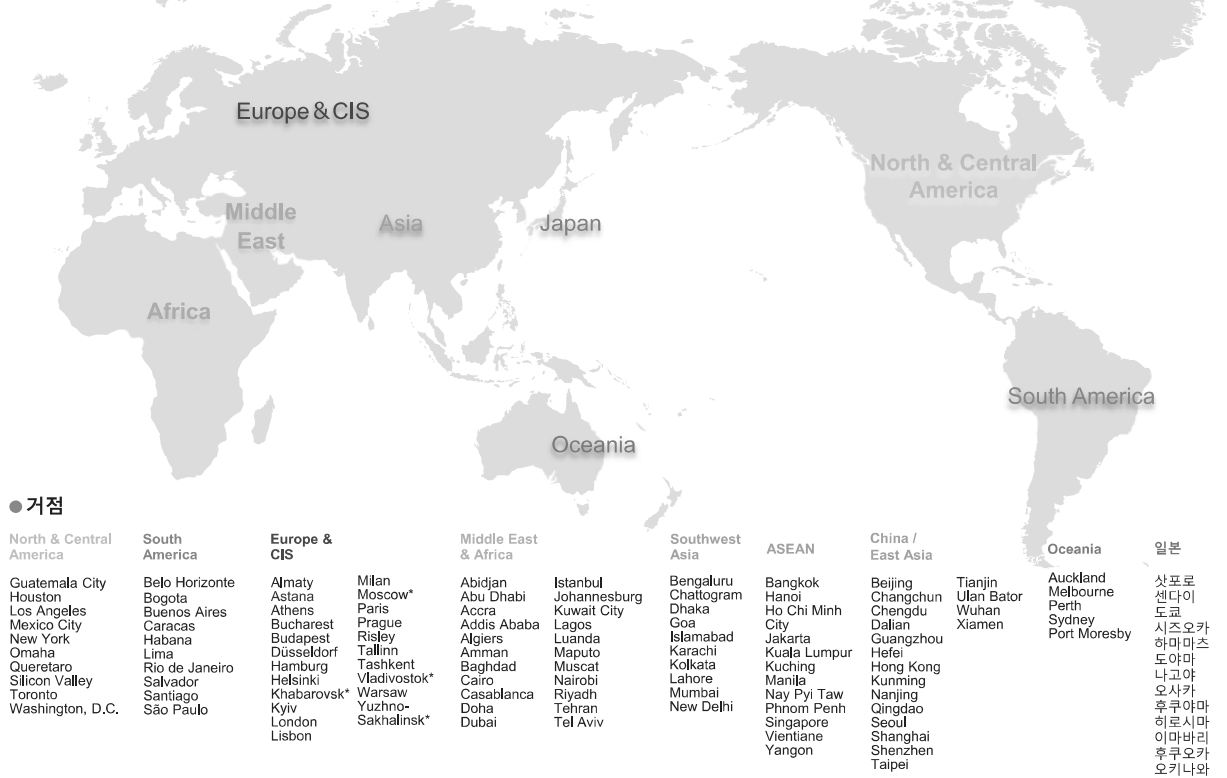 Europe & CIS
North & Central
America
Middle
East
Asia
Japan
Africa
South America
Oceania
● 거점
North & Central
America
Guatemala City
Houston
Los Angeles
Mexico City
New York
Omaha
Queretaro
Silicon Valley
Toronto
Washington, D.C.
South
America
Belo Horizonte
Bogota
Buenos Aires
Caracas
Habana
Lima
Rio de Janeiro
Salvador
Santiago
São Paulo
Europe &
CIS
Almaty
Astana
Athens
Bucharest
Budapest
Düsseldorf
Hamburg
Helsinki
Khabarovsk*
Kyiv
London
Lisbon
Milan
Moscow*
Paris
Prague
Risley
Tallinn
Tashkent
Vladivostok*
Warsaw
Yuzhno-
Sakhalinsk*
Middle East
& Africa
Abidjan
Abu Dhabi
Accra
Addis Ababa
Algiers
Amman
Baghdad
Cairo
Casablanca
Doha
Dubai
Istanbul
Johannesburg
Kuwait City
Lagos
Luanda
Maputo
Muscat
Nairobi
Riyadh
Tehran
Tel Aviv
Southwest
Asia
Bengaluru
Chattogram
Dhaka
Goa
Islamabad
Karachi
Kolkata
Lahore
Mumbai
New Delhi
ASEAN
Bangkok
Hanoi
Ho Chi Minh
City
Jakarta
Kuala Lumpur
Kuching
Manila
Nay Pyi Taw
Phnom Penh
Singapore
Vientiane
Yangon
China /
East Asia
Beijing
Changchun
Chengdu
Dalian
Guangzhou
Hefei
Hong Kong
Kunming
Nanjing
Qingdao
Seoul
Shanghai
Shenzhen
Taipei
Tianjin
Ulan Bator
Wuhan
Xiamen
Oceania
Auckland
Melbourne
Perth
Sydney
Port Moresby
일본
삿포로
센다이
도쿄
시즈오카
하마마츠
도야마
나고야
오사카
후쿠야마
히로시마
이마바리
후쿠오카
오키나와